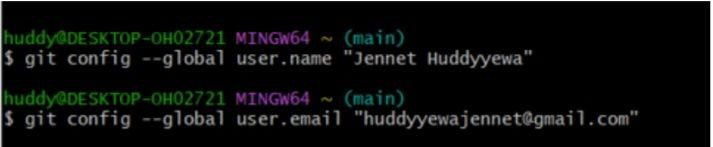 huddy@DESKTOP-OH02721 MINGW64 ~ (main)
$ git config --global user.name "Jennet Huddyyewa"
huddy@DESKTOP-OH02721 MINGW64 ~ (main)
$ git config --global user.email "huddyyewajennet@gmail.com"